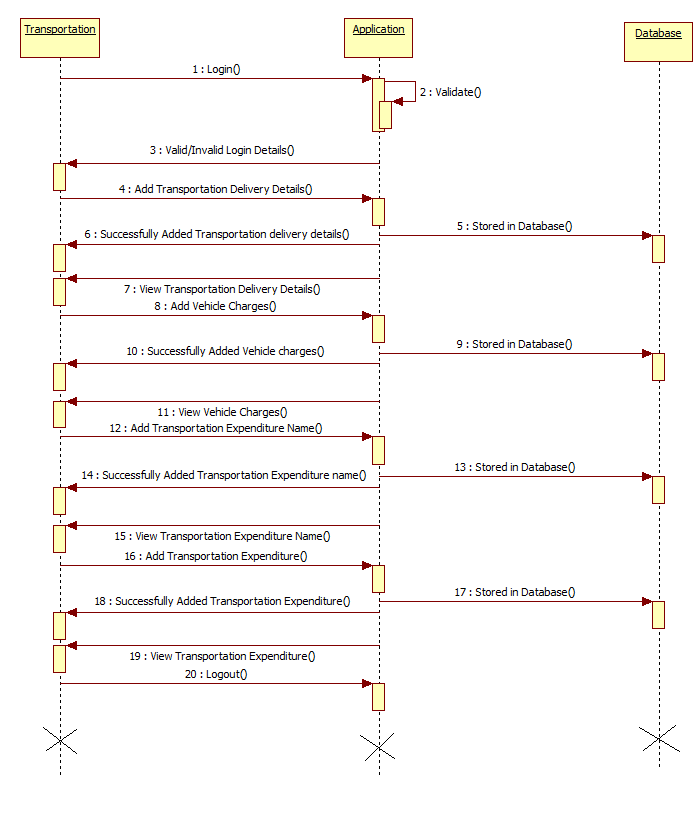 Transportation
Application
Database
1 : Login()
2 : Validate()
3 : Valid/Invalid Login Details()
4 : Add Transportation Delivery Details()
5 : Stored in Database()
6 : Successfully Added Transportation delivery details()
7 : View Transportation Delivery Details()
8 : Add Vehicle Charges()
9 : Stored in Database()
10 : Successfully Added Vehicle charges()
11 : View Vehicle Charges()
12 : Add Transportation Expenditure Name()
13 : Stored in Database()
14 : Successfully Added Transportation Expenditure name()
15 : View Transportation Expenditure Name()
16 : Add Transportation Expenditure()
17 : Stored in Database()
18 : Successfully Added Transportation Expenditure()
19 : View Transportation Expenditure()
20 : Logout()